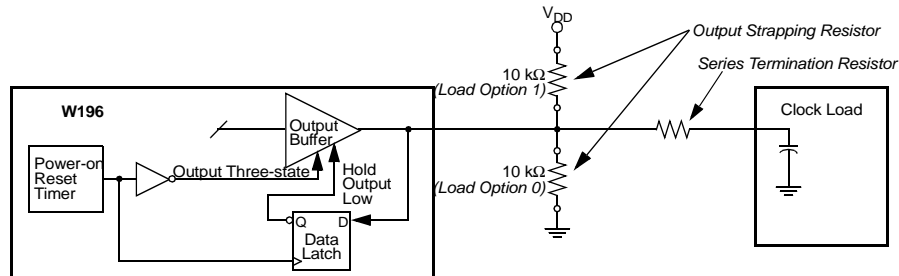 V DD
Output Strapping Resistor
Series Termination Resistor
10 kΩ
(Load Option 1)
Clock Load
W196
Output
Buffer
Power-on
Reset
Timer
Output Three-state
Hold
Output
Low
10 kΩ
(Load Option 0)
Q D
Data
Latch